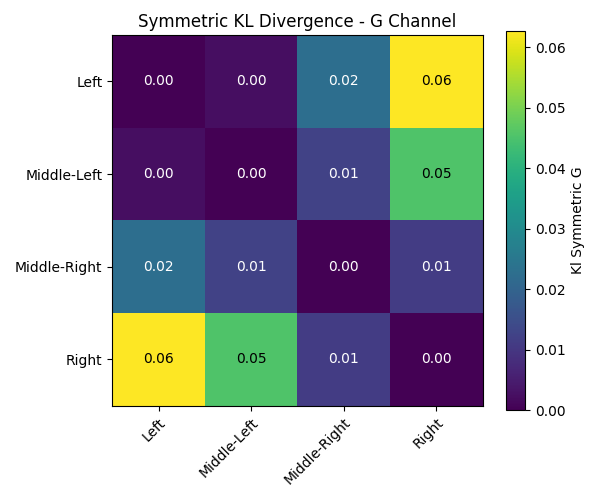 Symmetric KL Divergence - G Channel
Left 0.00 0.00 0.02 0.06
Middle-Left 0.00 0.00 0.01 0.05
Middle-Right 0.02 0.01 0.00 0.01
Right 0.06 0.05 0.01 0.00
Left Middle-Left Middle-Right Right
0.06
0.05
0.04
0.03
0.02
0.01
0.00
Kl Symmetric G